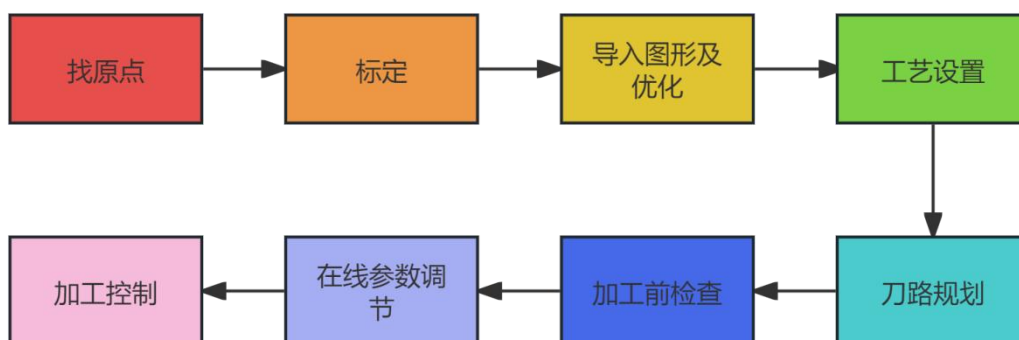 找原点
标定
导入图形及
优化
工艺设置
加工控制
在线参数调
节
加工前检查
刀路规划